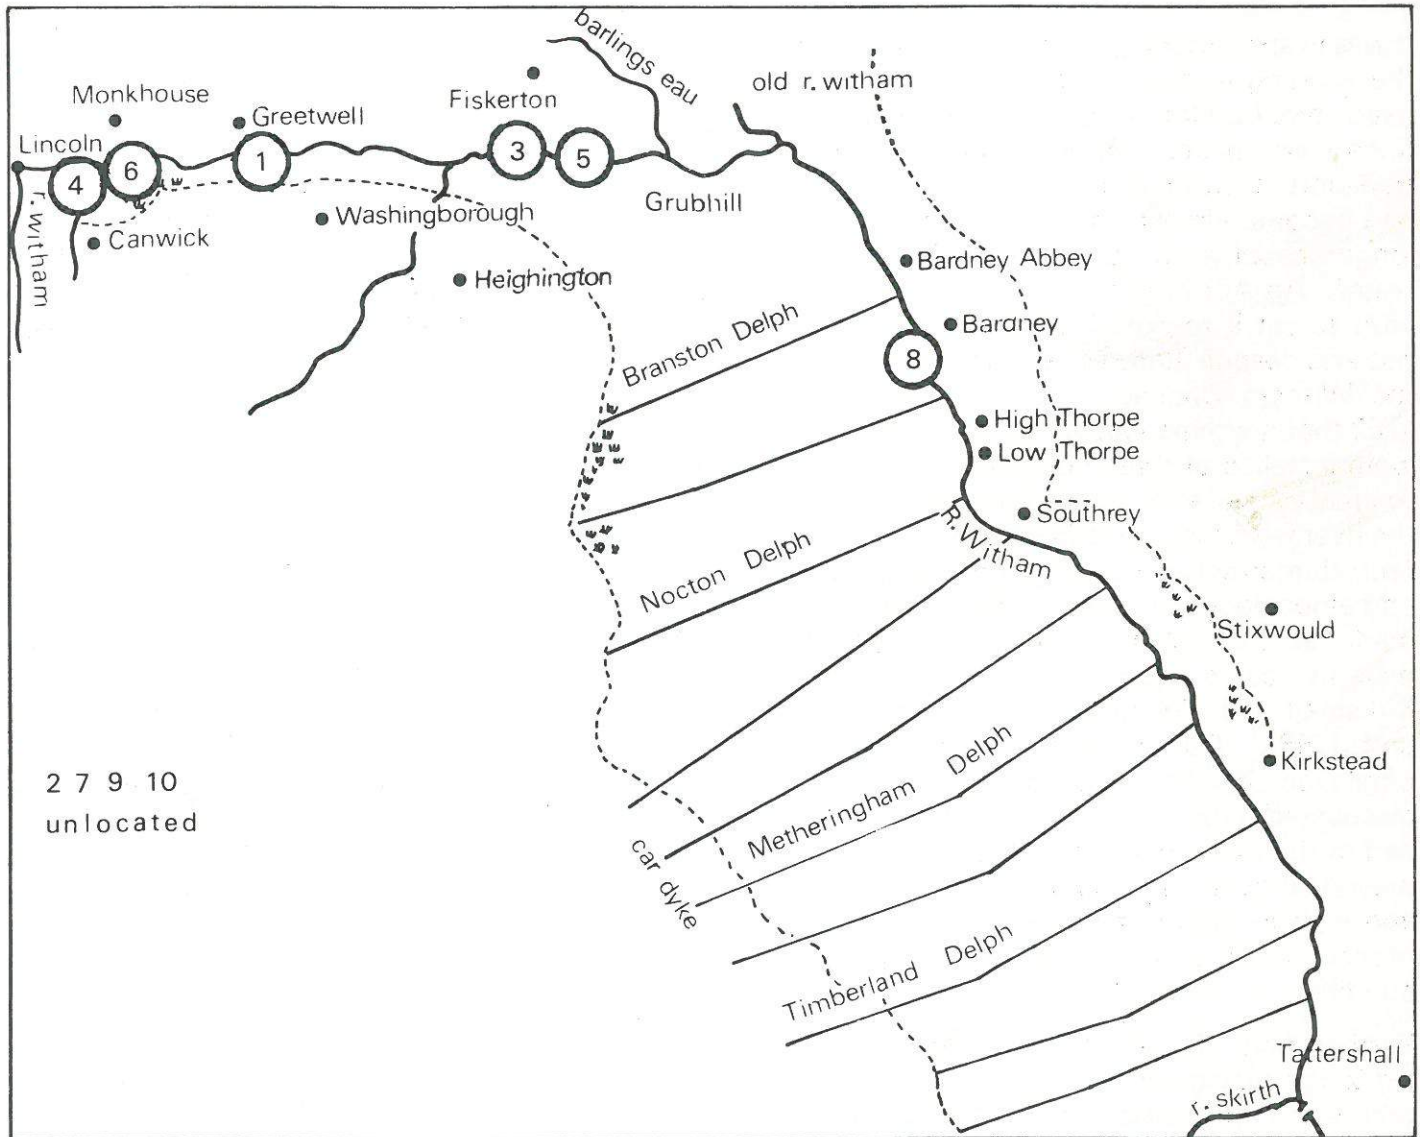 barlings eau
old r.witham
Monkhouse
Fiskerton
Greetwell
Lincoln
4
6
1
3
5
r. witham
Grubhill
Washingborough
Canwick
Bardney Abbey
Heighington
Branston Delph
Bardney
8
High Thorpe
Low Thorpe
Southrey
R. Witham
Nocton Delph
Stixwould
Kirkstead
2 7 9 10
unlocated
Metheringham Delph
car dyke
Timberland Delph
Tattershall
r. skirth